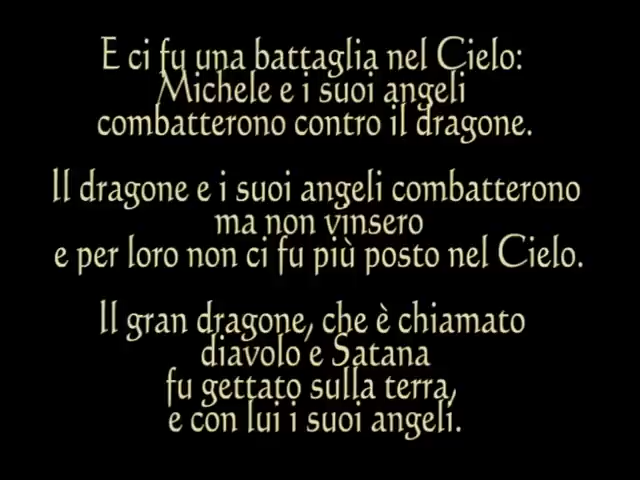 E ci fu una battaglia nel Cielo:
Michele e i suoi angeli
combatterono contro il dragone.
Il dragone e i suoi angeli combatterono
ma non vinsero
e per loro non ci fu più posto nel Cielo.
Il gran dragone, che è chiamato
diavolo e Satana
fu gettato sulla terra,
e con lui i suoi angeli.